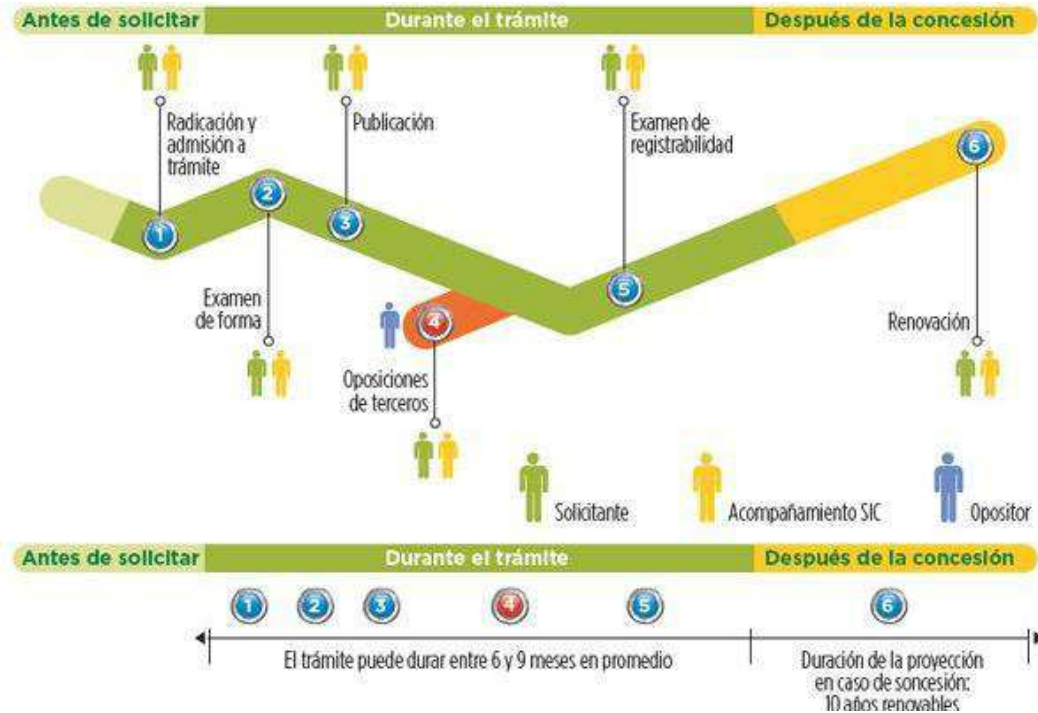 Antes de solicitar
Durante el trámite
Después de la concesión
Radicación y
admisión a
trámite
Publicación
Examen de
registrabilidad
6
2
3
1
5
4
Examen
de forma
Renovación
Oposiciones
de terceros
Solicitante
Acompañamiento SIC
Opositor
Antes de solicitar
Durante el trámite
Después de la concesión
1
2
3
4
5
6
El trámite puede durar entre 6 y 9 meses en promedio
Duración de la proyección
en caso de soncesión:
10 años renovables